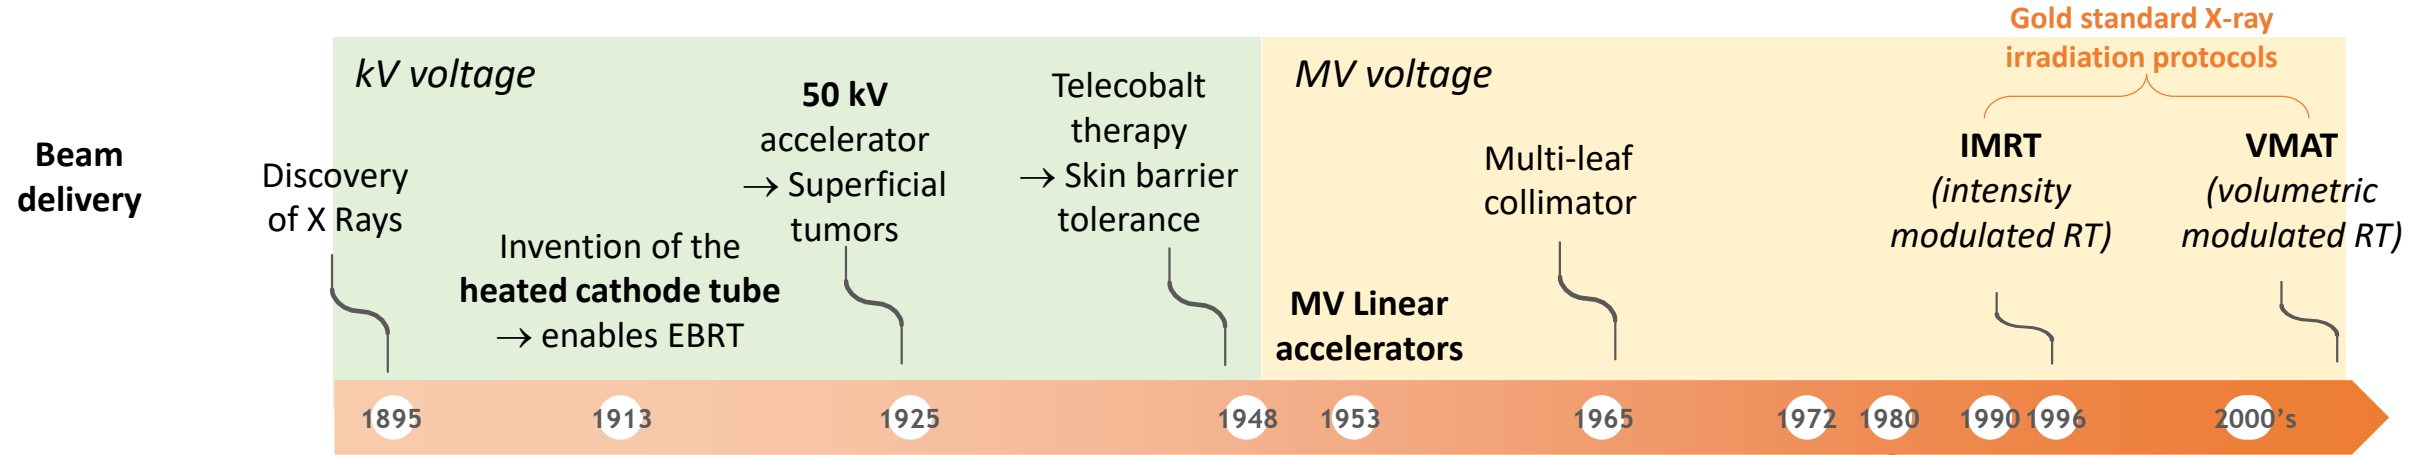 Gold standard X-ray
irradiation protocols
kV voltage
MV voltage
Beam
delivery
Discovery
of X Rays
Invention of the
heated cathode tube
→ enables EBRT
50 kV
accelerator
→ Superficial
tumors
Telecobalt
therapy
→ Skin barrier
tolerance
MV Linear
accelerators
Multi-leaf
collimator
IMRT
(intensity
modulated RT)
VMAT
(volumetric
modulated RT)
1895
1913
1925
1948
1953
1965
1972
1980
1990
1996
2000's